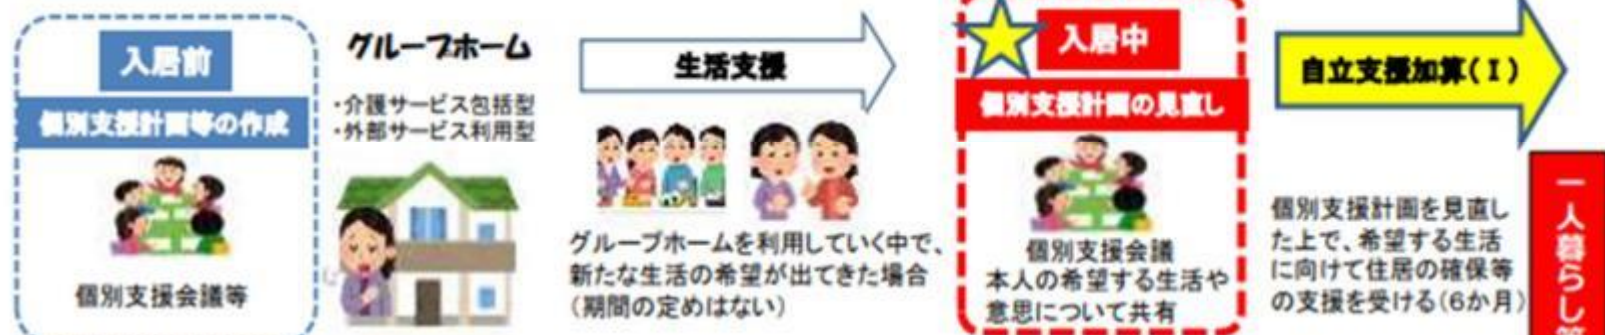 入居前
個別支援計画等の作成
個別支援会議等
グループホーム
・介護サービス包括型
・外部サービス利用型
生活支援
グループホームを利用していく中で、
新たな生活の希望が出てきた場合
(期間の定めはない)
入居中
個別支援計画の見直し
個別支援会議
本人の希望する生活や
意思について共有
自立支援加算(Ⅰ)
個別支援計画を見直し
た上で、希望する生活
に向けて住居の確保等
の支援を受ける(6か月)
一人暮らし等